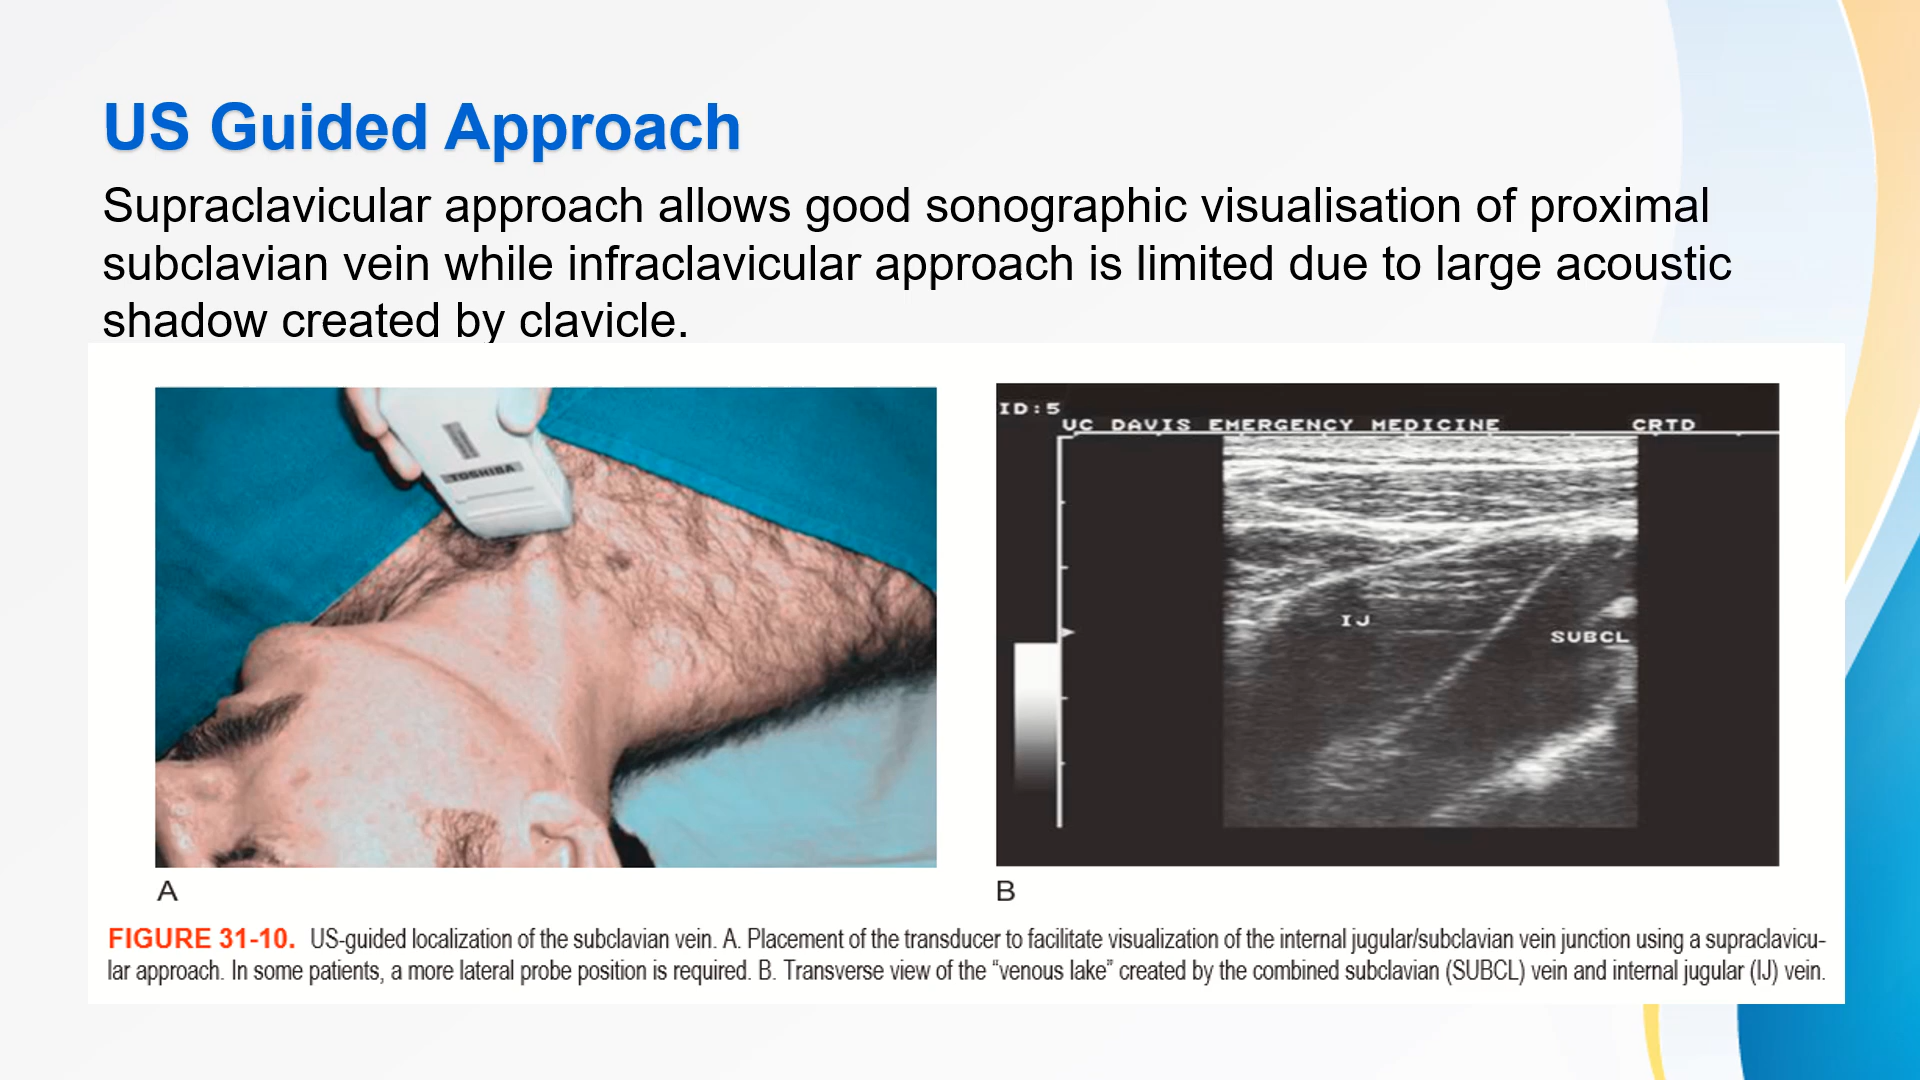 US Guided Approach
Supraclavicular approach allows good sonographic visualisation of proximal
subclavian vein while infraclavicular approach is limited due to large acoustic
shadow created by clavicle.
TOSHIBA
ID:5
UC DAVIS EMERGENCY MEDICINE CRTD
IJ
SUBCL
A
B
FIGURE 31-10. US-guided localization of the subclavian vein. A. Placement of the transducer to facilitate visualization of the internal jugular/subclavian vein junction using a supraclavicu-
lar approach. In some patients, a more lateral probe position is required. B. Transverse view of the “venous lake” created by the combined subclavian (SUBCL) vein and internal jugular (IJ) vein.